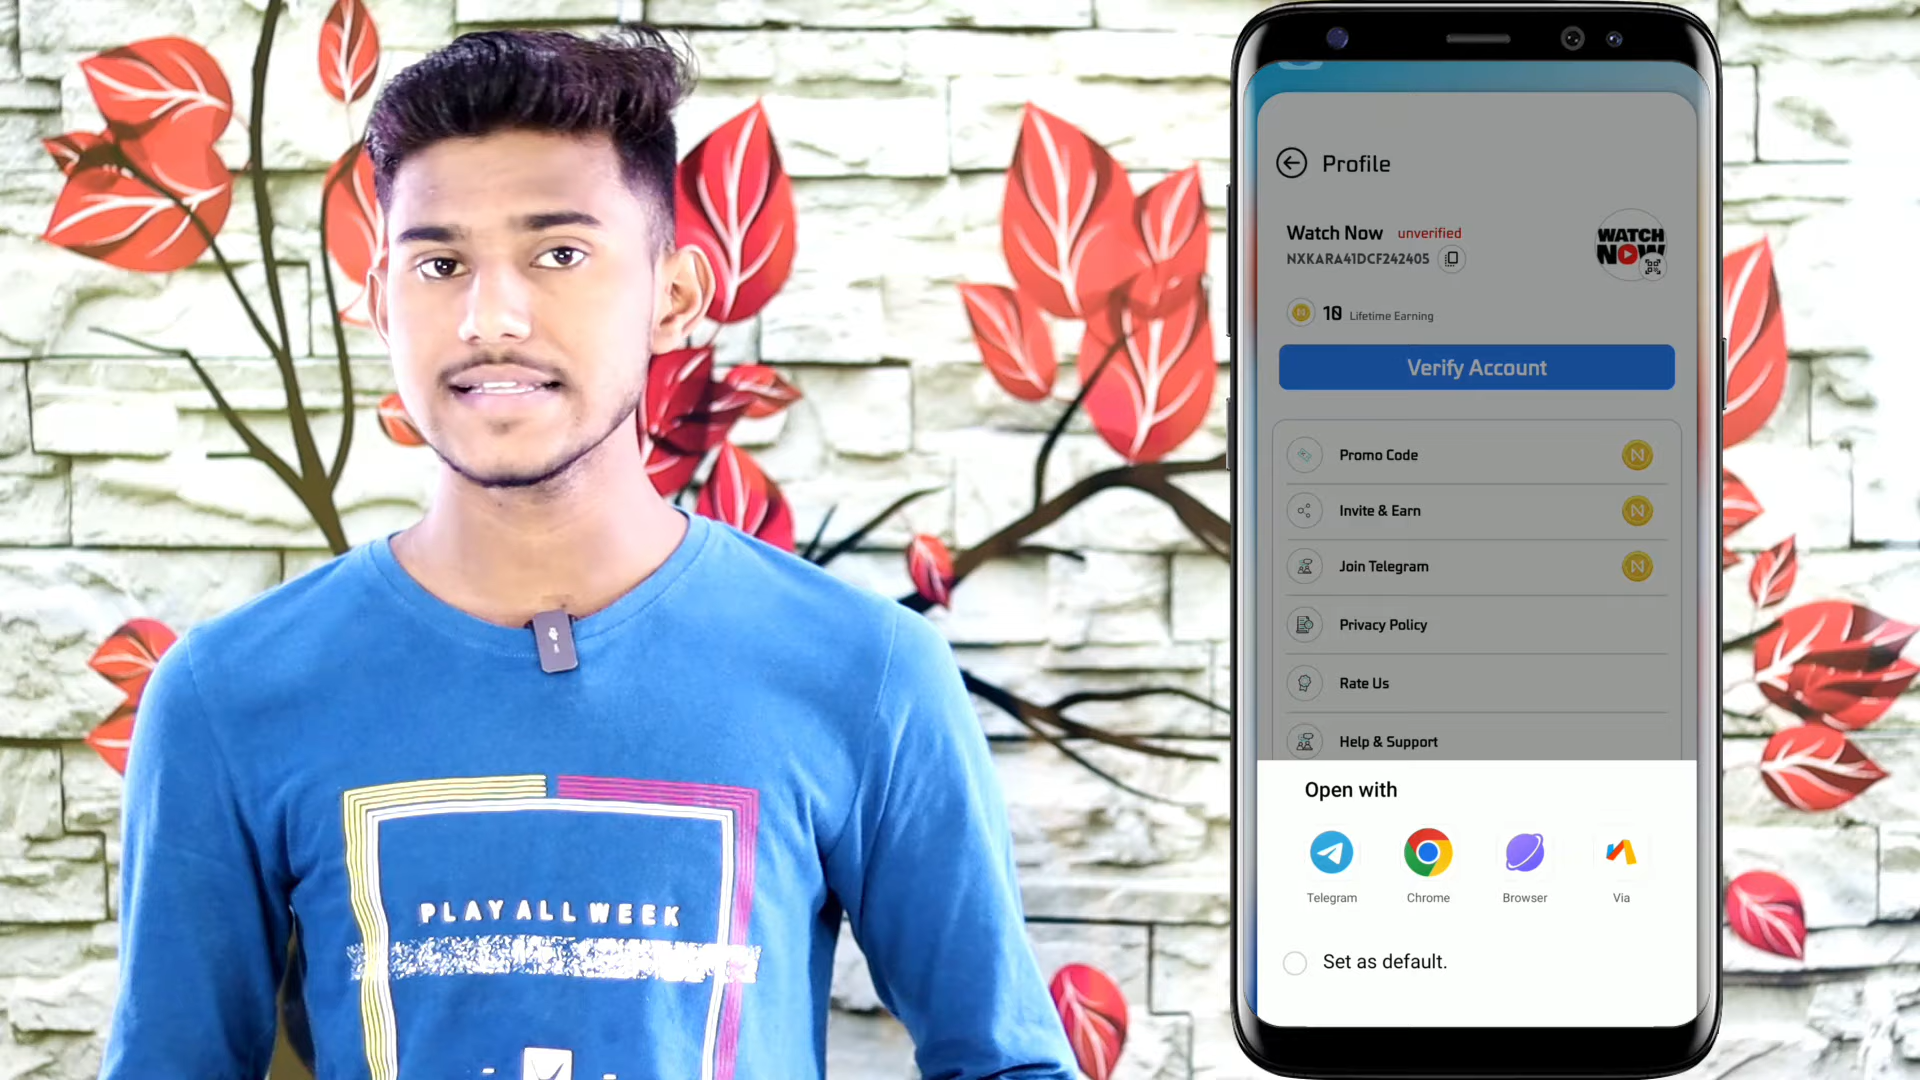 PLAY ALL WEEK
Profile
Watch Now unverified
NXKARA41DCF242405
WATCH
NOW
10 Lifetime Earning
Verify Account
Promo Code
Invite & Earn
Join Telegram
Privacy Policy
Rate Us
Help & Support
Open with
Telegram
Chrome
Browser
Via
Set as default.